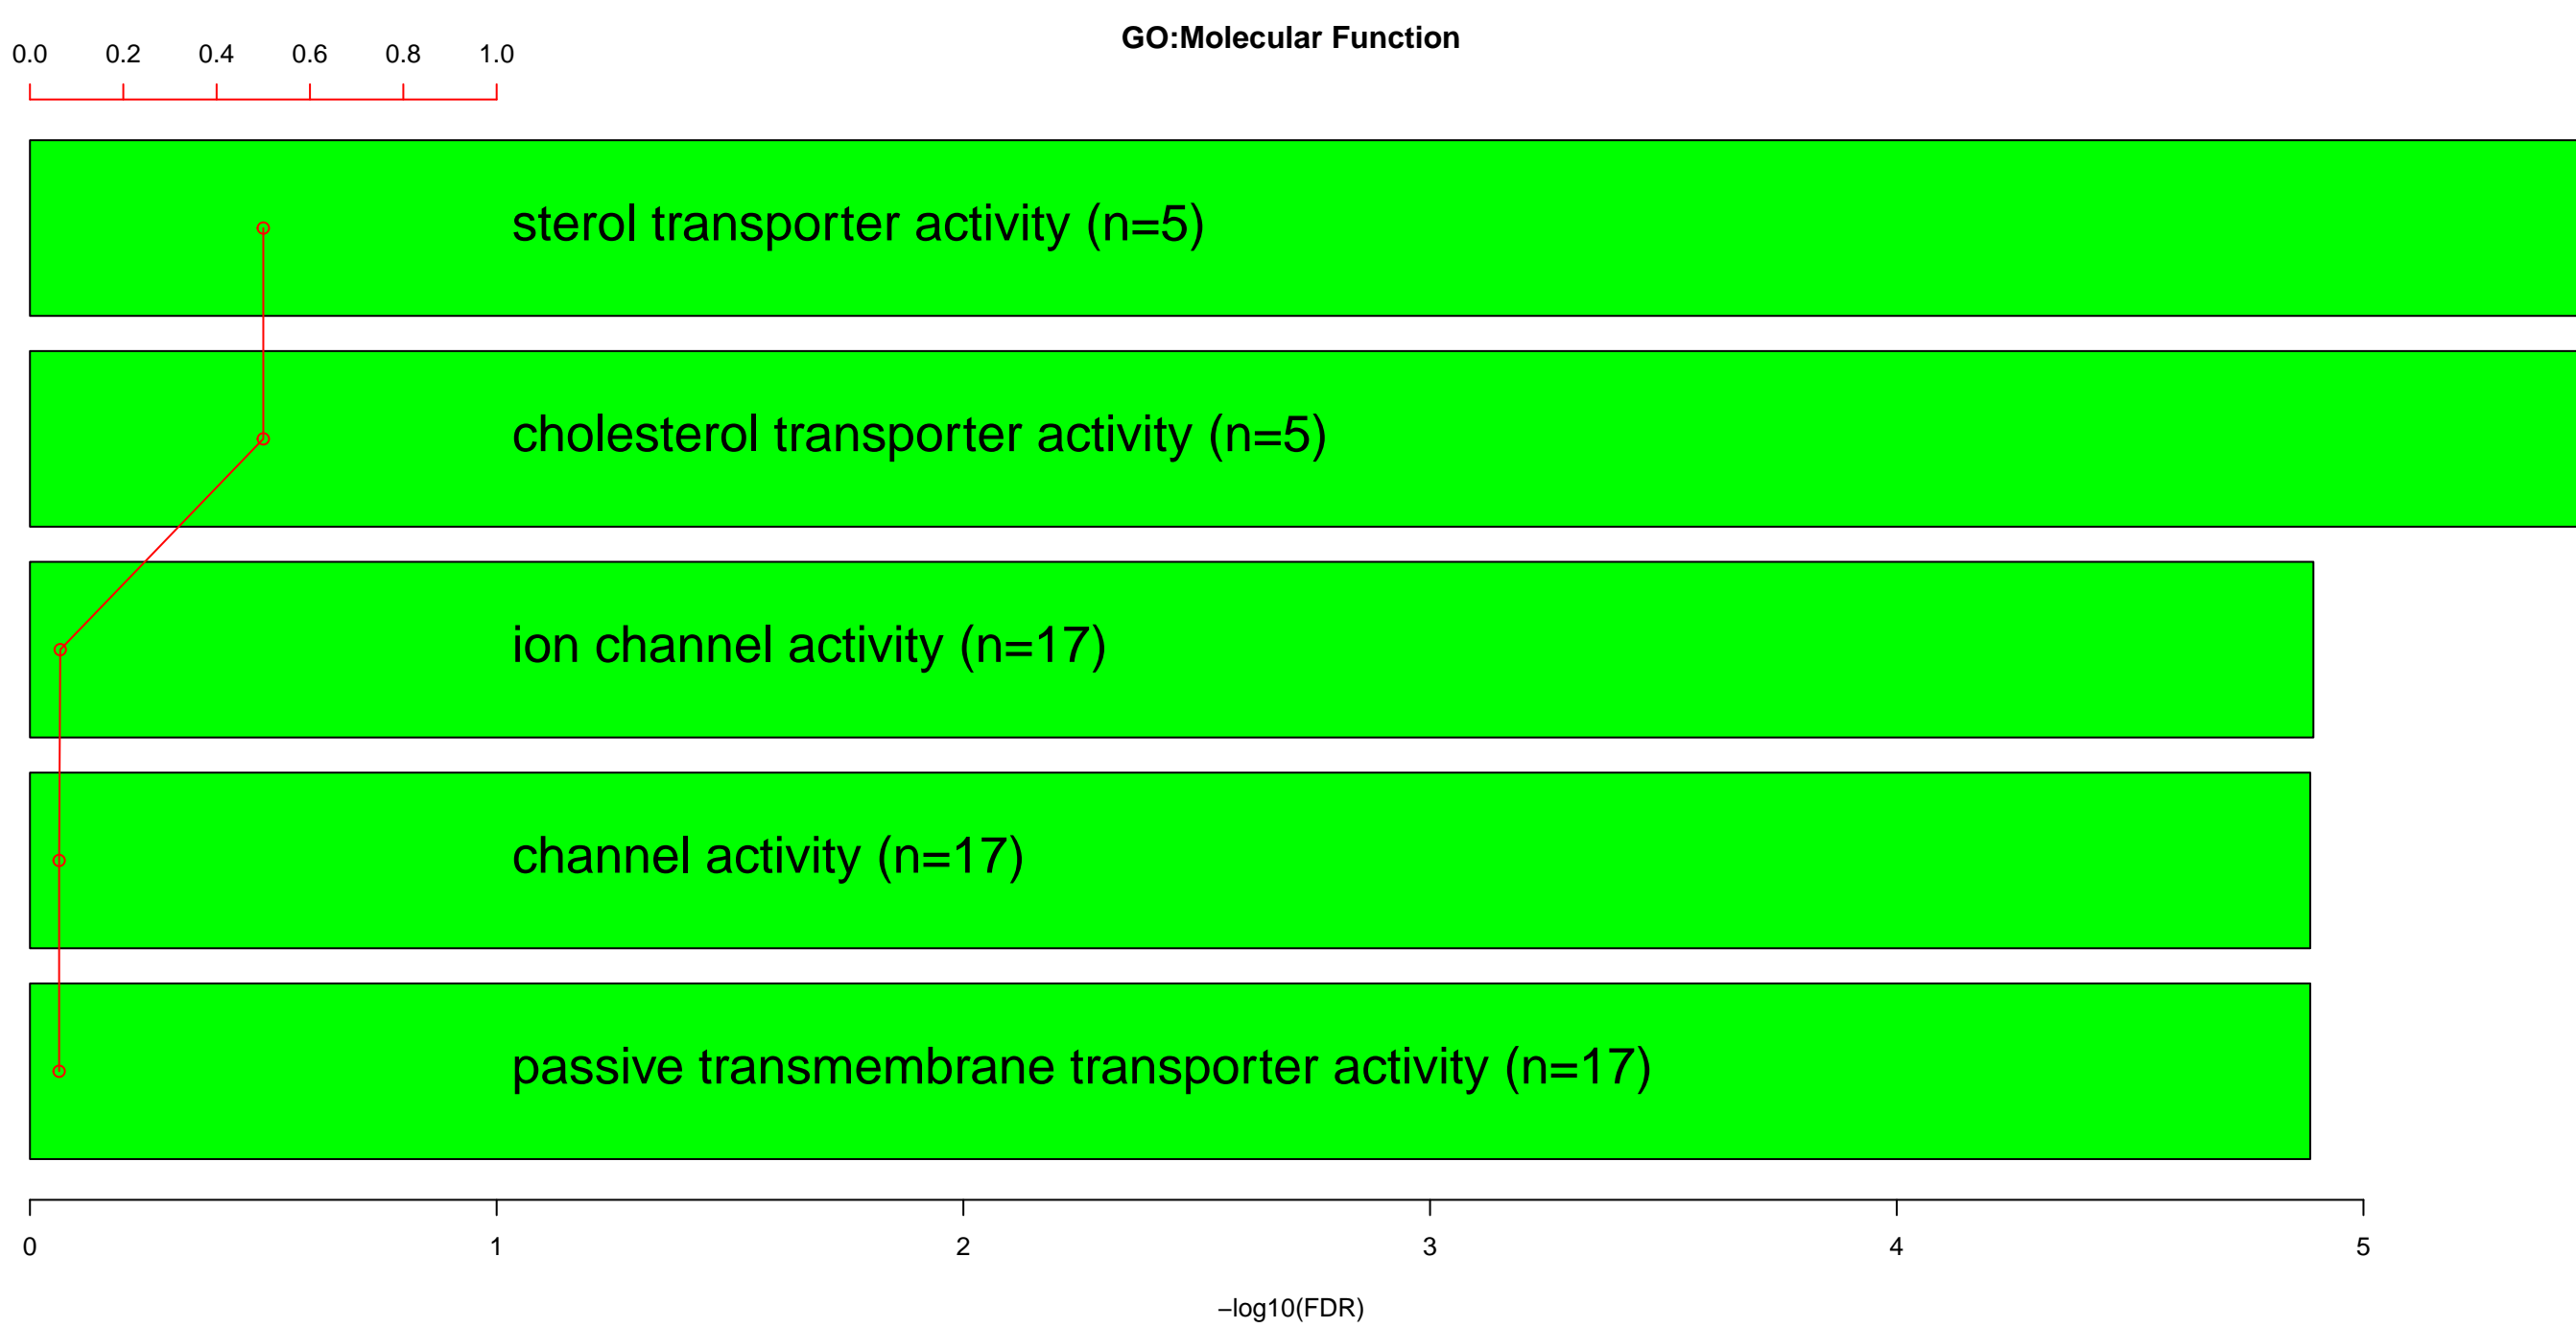 GO:Molecular Function
0.0 0.2 0.4 0.6 0.8 1.0
sterol transporter activity (n=5)
cholesterol transporter activity (n=5)
ion channel activity (n=17)
channel activity (n=17)
passive transmembrane transporter activity (n=17)
0 1 2 3 4 5
−log10(FDR)